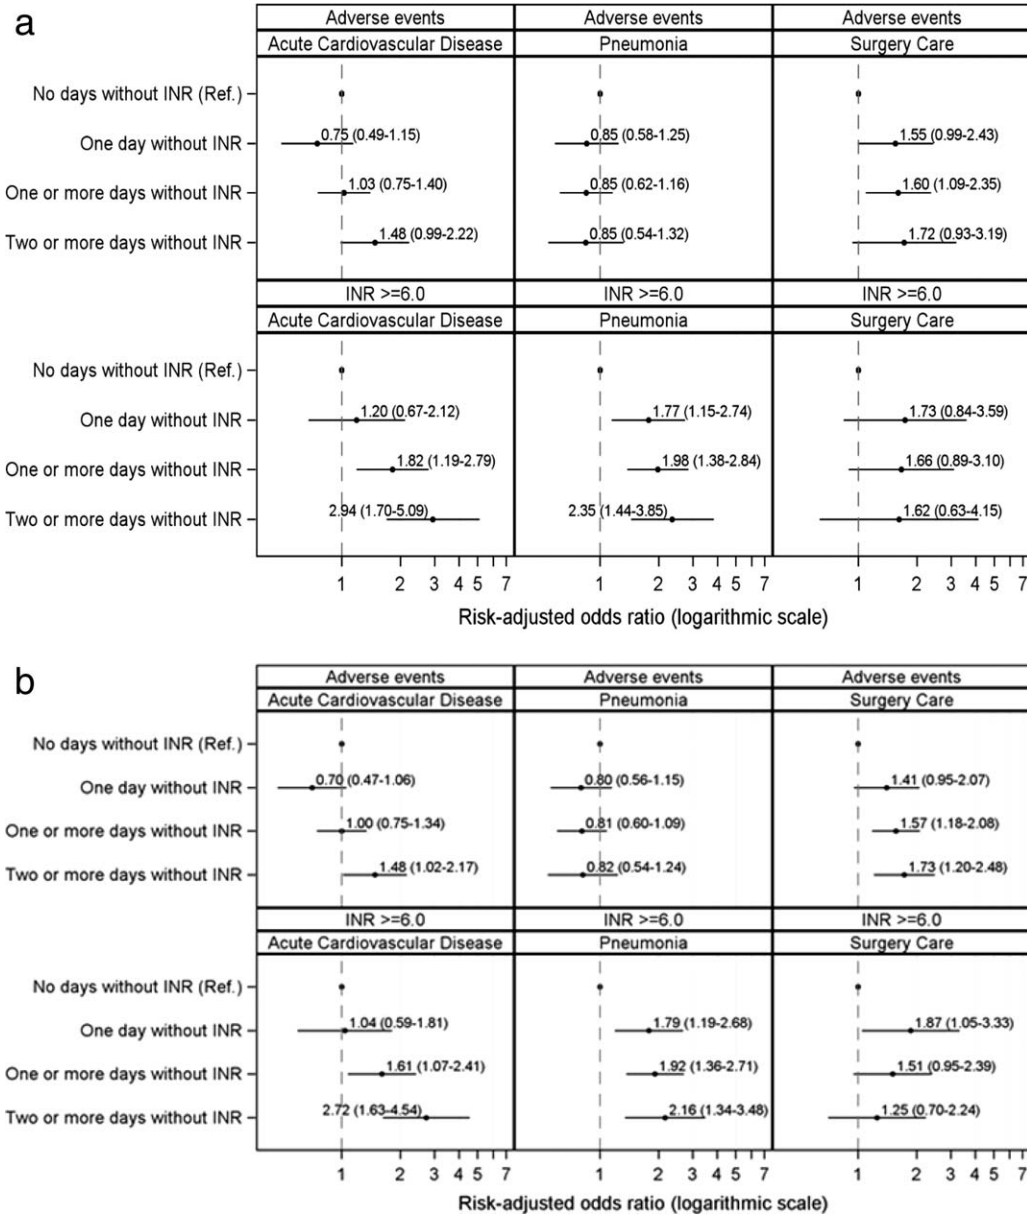 a
Adverse events Adverse events Adverse events
Acute Cardiovascular Disease Pneumonia Surgery Care
No days without INR (Ref.)
One day without INR 0.75 (0.49-1.15) 0.85 (0.58-1.25) 1.55 (0.99-2.43)
One or more days without INR 1.03 (0.75-1.40) 0.85 (0.62-1.16) 1.60 (1.09-2.35)
Two or more days without INR 1.48 (0.99-2.22) 0.85 (0.54-1.32) 1.72 (0.93-3.19)
INR >=6.0 INR >=6.0 INR >=6.0
Acute Cardiovascular Disease Pneumonia Surgery Care
No days without INR (Ref.)
One day without INR 1.20 (0.67-2.12) 1.77 (1.15-2.74) 1.73 (0.84-3.59)
One or more days without INR 1.82 (1.19-2.79) 1.98 (1.38-2.84) 1.66 (0.89-3.10)
Two or more days without INR 2.94 (1.70-5.09) 2.35 (1.44-3.85) 1.62 (0.63-4.15)
1 2 3 4 5 7 1 2 3 4 5 7 1 2 3 4 5 7
Risk-adjusted odds ratio (logarithmic scale)
b
Adverse events Adverse events Adverse events
Acute Cardiovascular Disease Pneumonia Surgery Care
No days without INR (Ref.)
One day without INR 0.70 (0.47-1.06) 0.80 (0.56-1.15) 1.41 (0.95-2.07)
One or more days without INR 1.00 (0.75-1.34) 0.81 (0.60-1.09) 1.57 (1.18-2.08)
Two or more days without INR 1.48 (1.02-2.17) 0.82 (0.54-1.24) 1.73 (1.20-2.48)
INR >=6.0 INR >=6.0 INR >=6.0
Acute Cardiovascular Disease Pneumonia Surgery Care
No days without INR (Ref.)
One day without INR 1.04 (0.59-1.81) 1.79 (1.19-2.68) 1.87 (1.05-3.33)
One or more days without INR 1.61 (1.07-2.41) 1.92 (1.36-2.71) 1.51 (0.95-2.39)
Two or more days without INR 2.72 (1.63-4.54) 2.16 (1.34-3.48) 1.25 (0.70-2.24)
1 2 3 4 5 7 1 2 3 4 5 7 1 2 3 4 5 7
Risk-adjusted odds ratio (logarithmic scale)